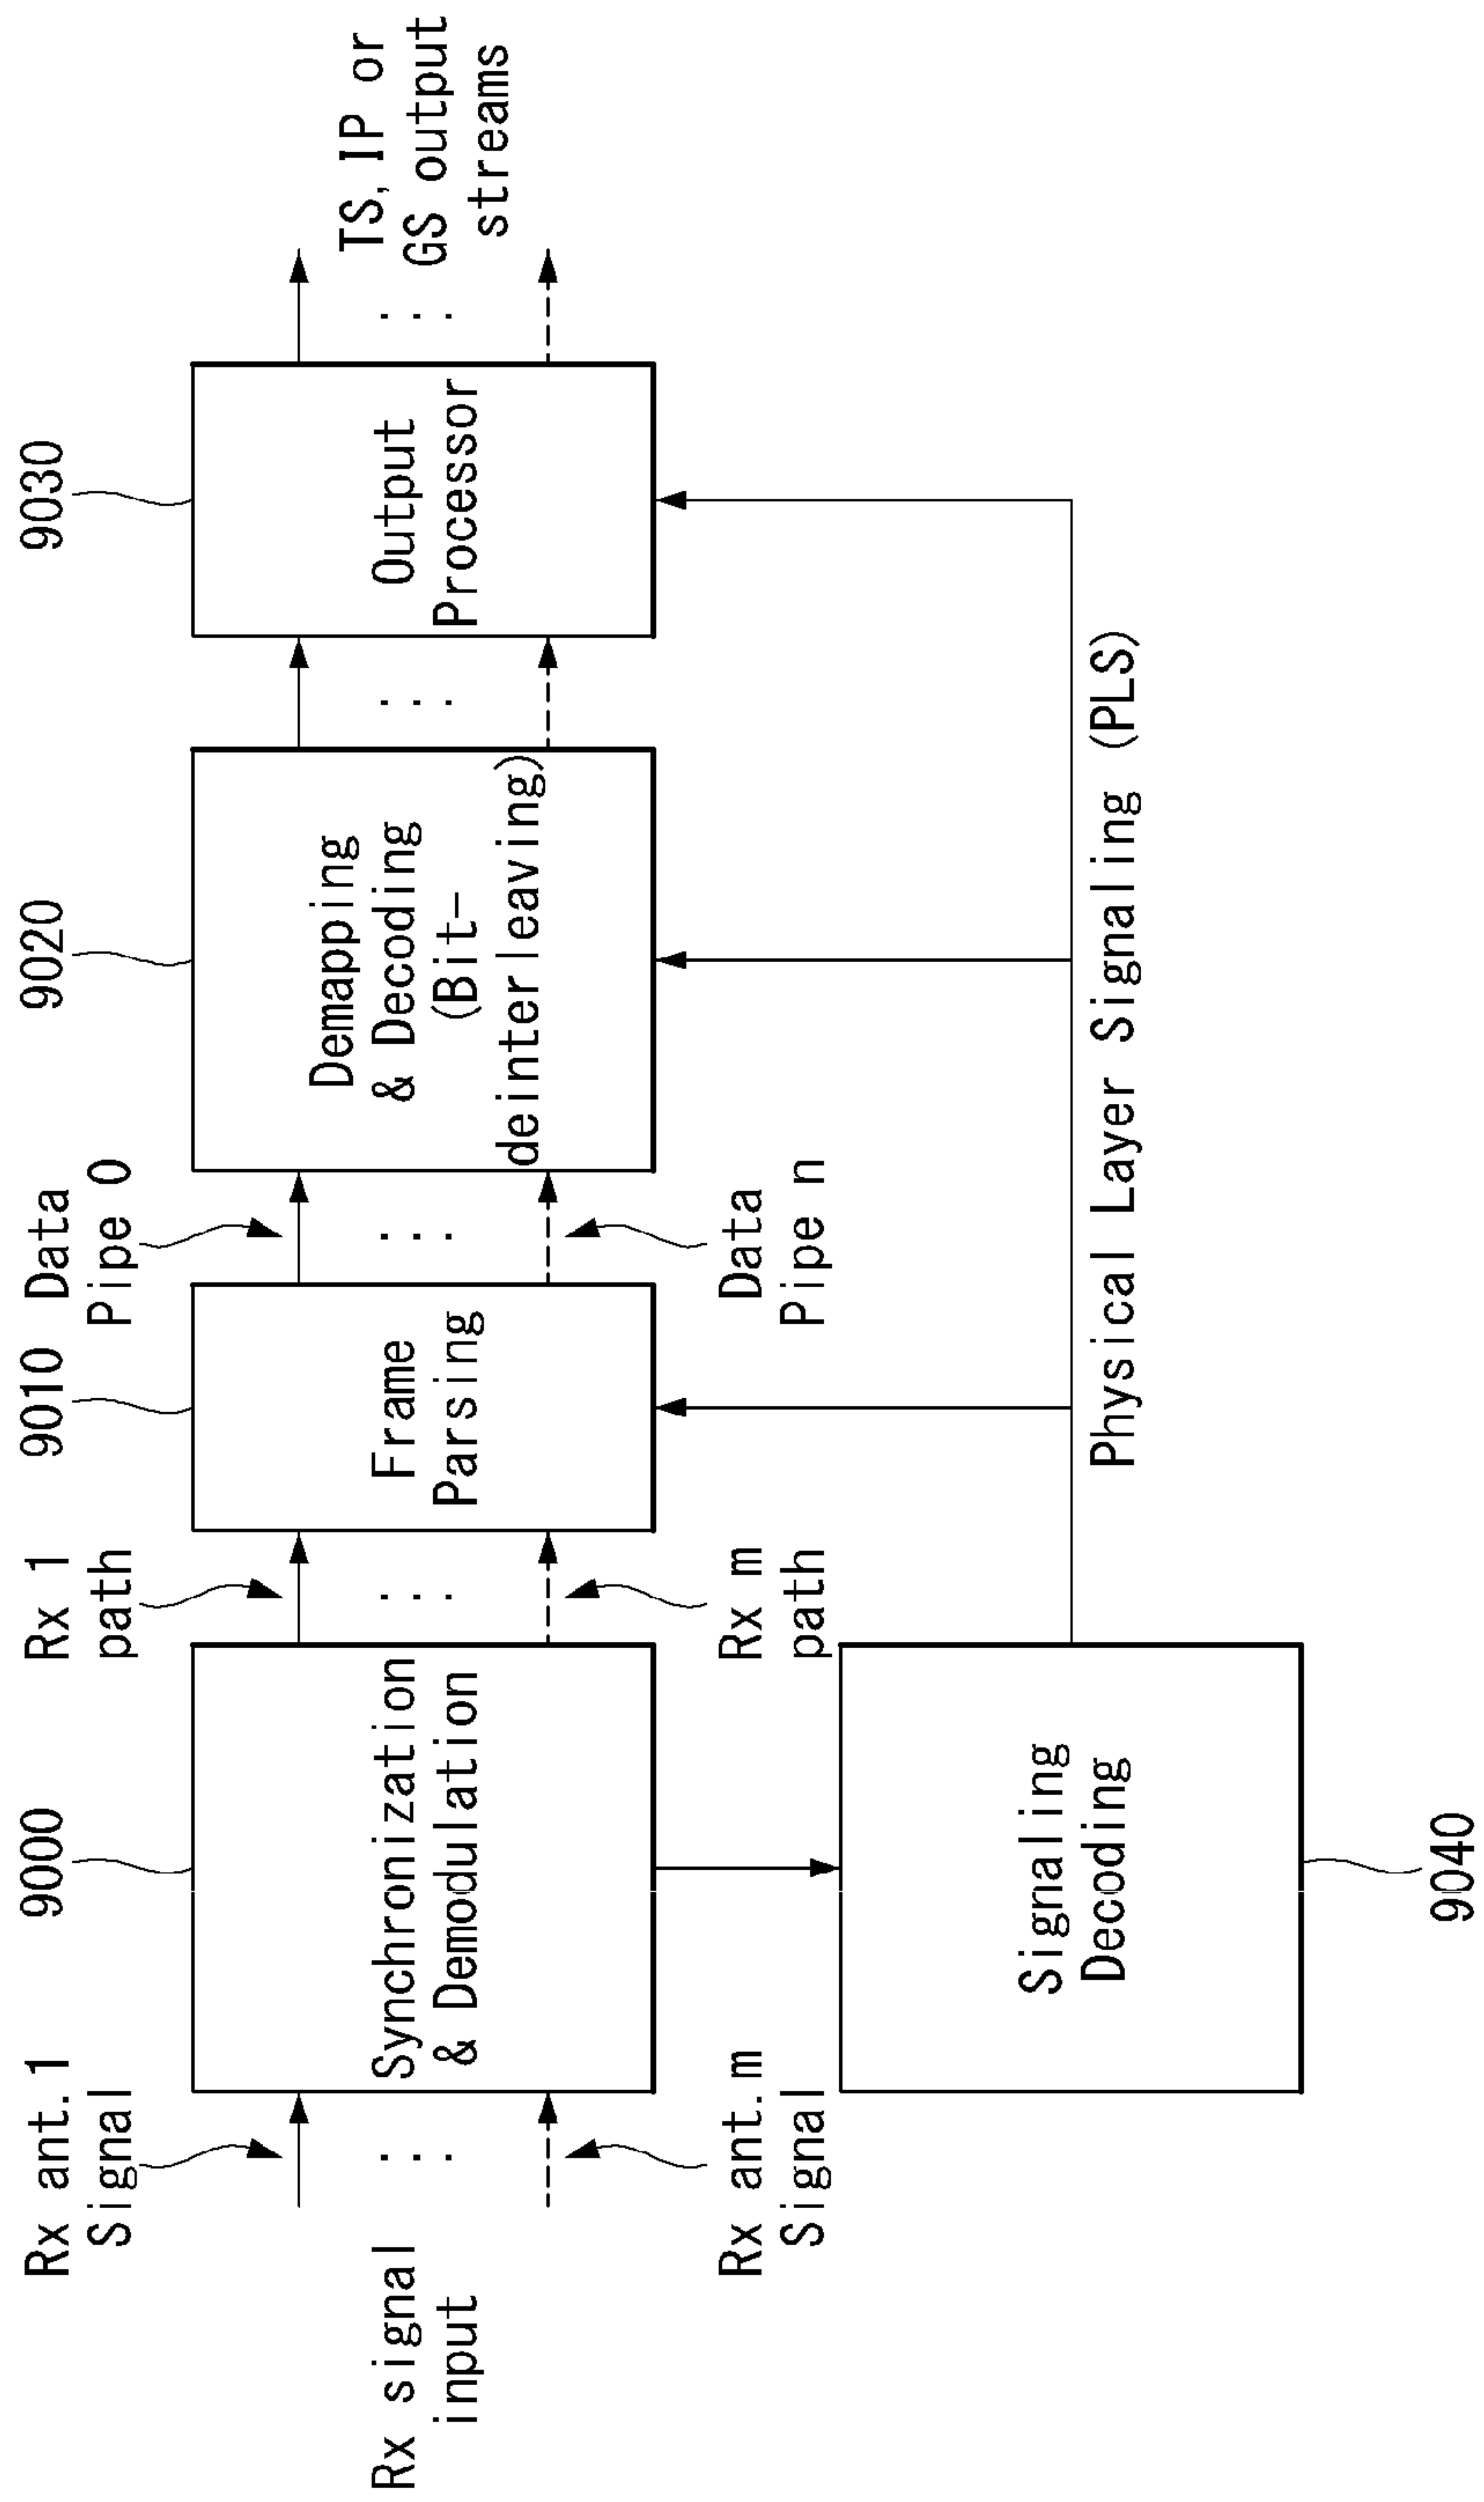 Rx signal
input
Rx ant.1
Signal
Rx ant.m
Signal
9000
Synchronization
& Demodulation
Rx 1
path
Rx m
path
9010
Frame
Parsing
Data
Pipe 0
Data
Pipe n
9020
Demapping
& Decoding
(Bit-
deinterleaving)
9030
Output
Processor
TS, IP or
GS output
streams
Signaling
Decoding
9040
Physical Layer Signaling (PLS)